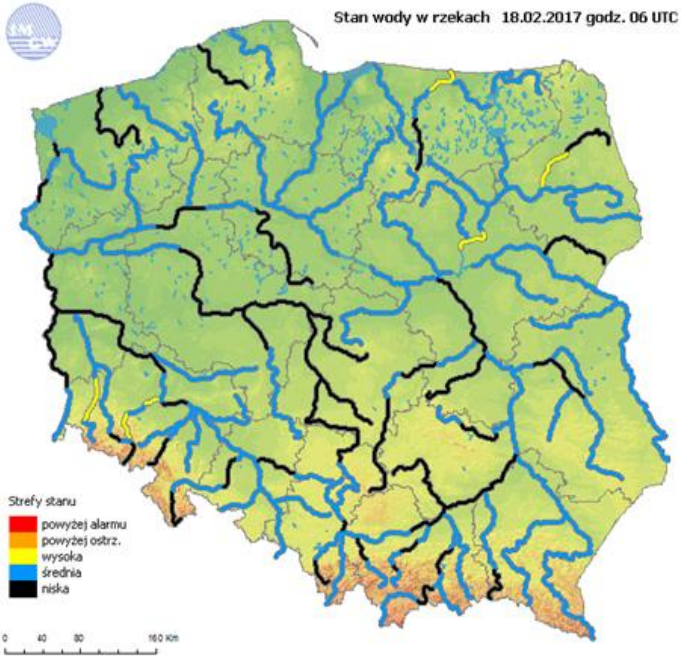 Stan wody w rzekach 18.02.2017 godz. 06 UTC
Strefy stanu
powyżej alarmu
powyżej ostrz.
wysoka
średnia
niska
0 40 80 160 Km